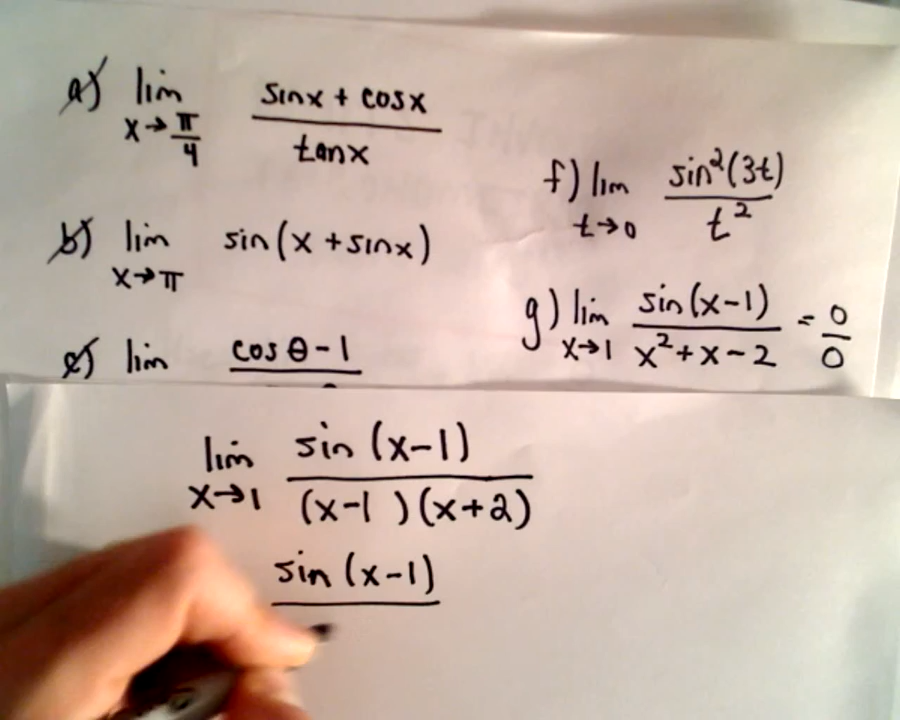 a) lim x→π/4 (sinx + cosx)/tanx
b) lim x→π sin(x + sinx)
e) lim cosθ-1
f) lim t→0 sin²(3t)/t²
g) lim x→1 sin(x-1)/(x²+x-2) = 0/0
lim x→1 sin(x-1)/((x-1)(x+2))
sin(x-1)